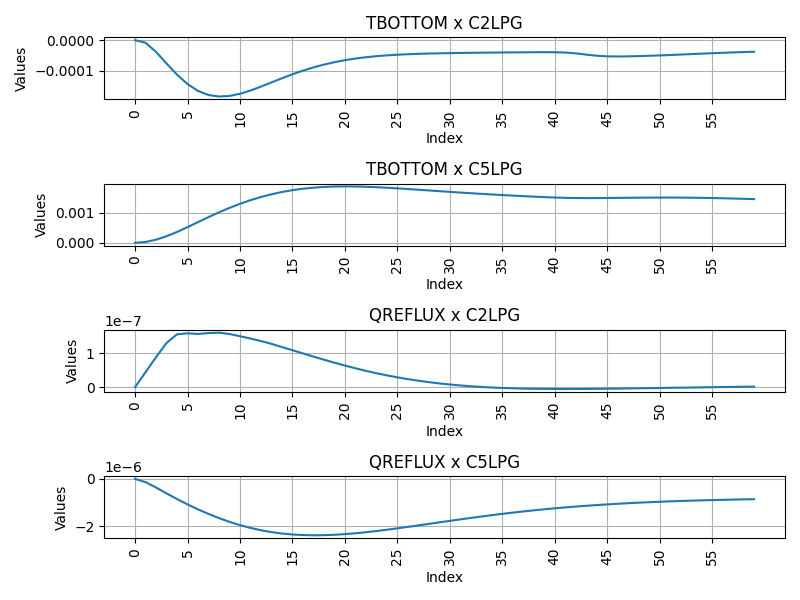 TBOTTOM x C2LPG
0.0000
−0.0001
Values
0 5 10 15 20 25 30 35 40 45 50 55
Index
TBOTTOM x C5LPG
0.001
0.000
Values
0 5 10 15 20 25 30 35 40 45 50 55
Index
QREFLUX x C2LPG
1e−7
1
0
Values
0 5 10 15 20 25 30 35 40 45 50 55
Index
QREFLUX x C5LPG
1e−6
0
−2
Values
0 5 10 15 20 25 30 35 40 45 50 55
Index